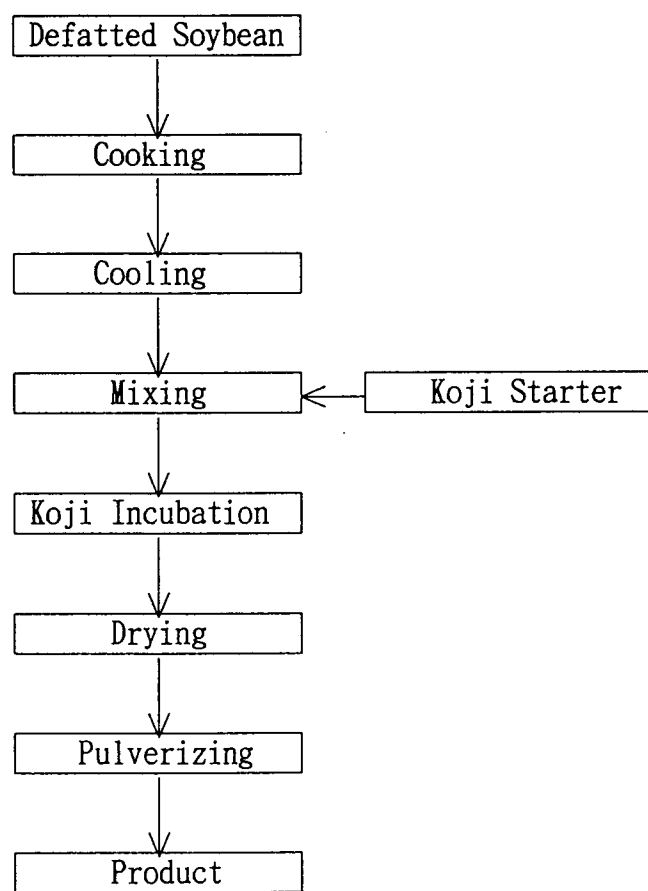 Defatted Soybean
Cooking
Cooling
Mixing
Koji Starter
Koji Incubation
Drying
Pulverizing
Product